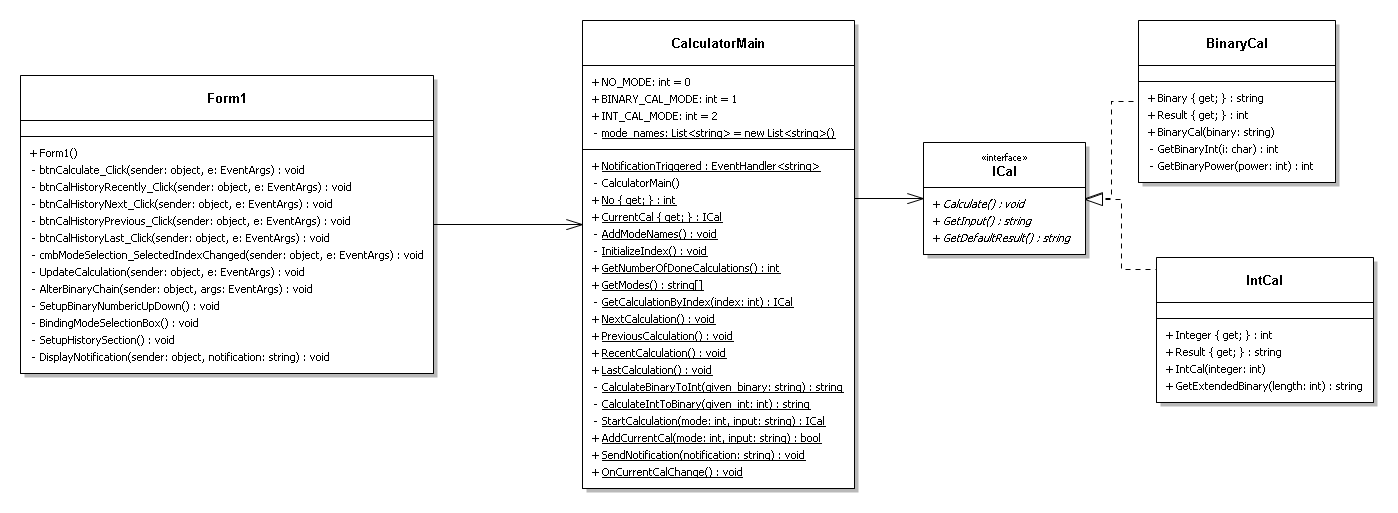 Form1
+ Form1()
- btnCalculate_Click(sender: object, e: EventArgs) : void
- btnCalHistoryRecently_Click(sender: object, e: EventArgs) : void
- btnCalHistoryNext_Click(sender: object, e: EventArgs) : void
- btnCalHistoryPrevious_Click(sender: object, e: EventArgs) : void
- btnCalHistoryLast_Click(sender: object, e: EventArgs) : void
- cmbModeSelection_SelectedIndexChanged(sender: object, e: EventArgs) : void
- UpdateCalculation(sender: object, e: EventArgs) : void
- AlterBinaryChain(sender: object, args: EventArgs) : void
- SetupBinaryNumbericUpDown() : void
- BindingModeSelectionBox() : void
- SetupHistorySection() : void
- DisplayNotification(sender: object, notification: string) : void
CalculatorMain
+ NO_MODE: int = 0
+ BINARY_CAL_MODE: int = 1
+ INT_CAL_MODE: int = 2
- mode_names: List<string> = new List<string>()
+ NotificationTriggered : EventHandler<string>
- CalculatorMain()
+ No { get; } : int
+ CurrentCal { get; } : ICal
- AddModeNames() : void
- InitializeIndex() : void
+ GetNumberOfDoneCalculations() : int
+ GetModes() : string[]
- GetCalculationByIndex(index: int) : ICal
+ NextCalculation() : void
+ PreviousCalculation() : void
+ RecentCalculation() : void
+ LastCalculation() : void
- CalculateBinaryToInt(given_binary: string) : string
- CalculateIntToBinary(given_int: int) : string
- StartCalculation(mode: int, input: string) : ICal
+ AddCurrentCal(mode: int, input: string) : bool
+ SendNotification(notification: string) : void
+ OnCurrentCalChange() : void
«interface»
ICal
+ Calculate() : void
+ GetInput() : string
+ GetDefaultResult() : string
BinaryCal
+ Binary { get; } : string
+ Result { get; } : int
+ BinaryCal(binary: string)
- GetBinaryInt(i: char) : int
- GetBinaryPower(power: int) : int
IntCal
+ Integer { get; } : int
+ Result { get; } : string
+ IntCal(integer: int)
+ GetExtendedBinary(length: int) : string